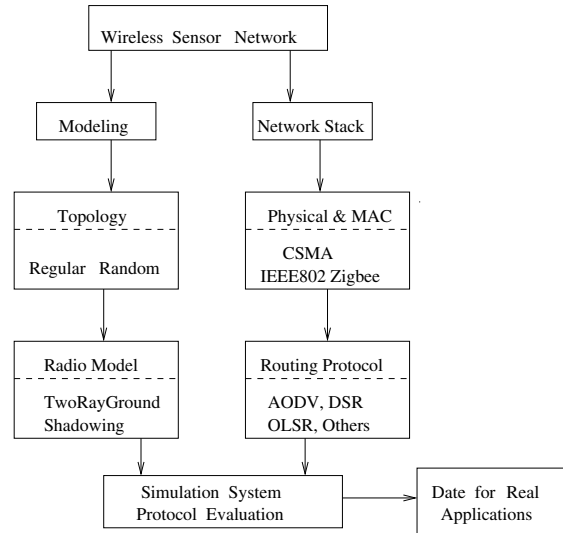 Wireless Sensor Network
Modeling
Network Stack
Topology
Regular Random
Physical & MAC
CSMA
IEEE802 Zigbee
Radio Model
TwoRayGround
Shadowing
Routing Protocol
AODV, DSR
OLSR, Others
Simulation System
Protocol Evaluation
Date for Real
Applications